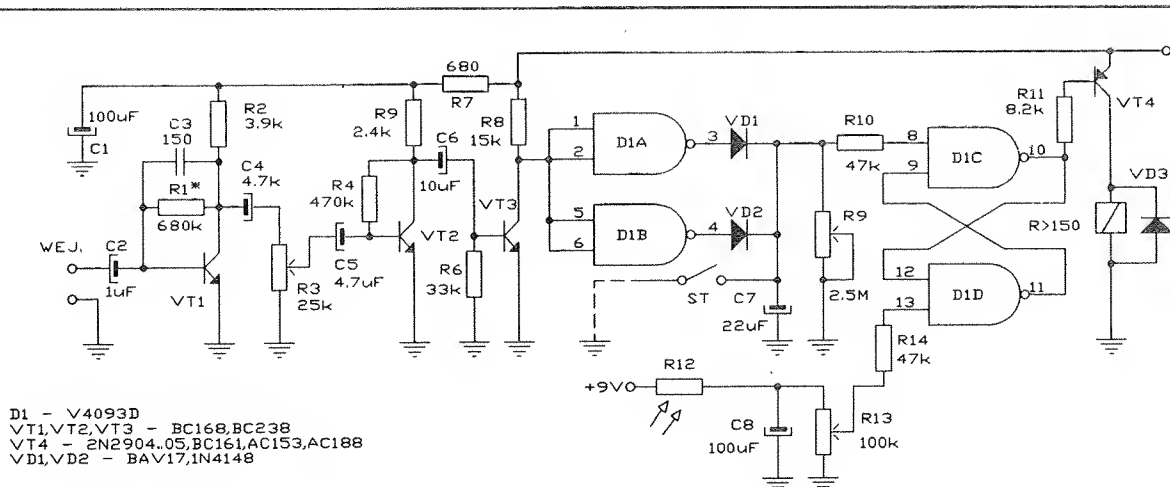 680
R7
100uF
C1
C3
150
R2
3.9k
R1*
680k
C4
4.7k
WEJ.
C2
1uF
VT1
R3
25k
R9
2.4k
R4
470k
C5
4.7uF
VT2
C6
10uF
R6
33k
R8
15k
VT3
1
2
D1A
3
VD1
5
6
D1B
4
VD2
ST
C7
22uF
R10
47k
R9
2.5M
8
9
D1C
10
12
13
D1D
11
R11
8.2k
VT4
R>150
VD3
R14
47k
+9V
R12
C8
100uF
R13
100k
D1 - V4093D
VT1,VT2,VT3 - BC168,BC238
VT4 - 2N2904..05,BC161,AC153,AC188
VD1,VD2 - BAV17,1N4148